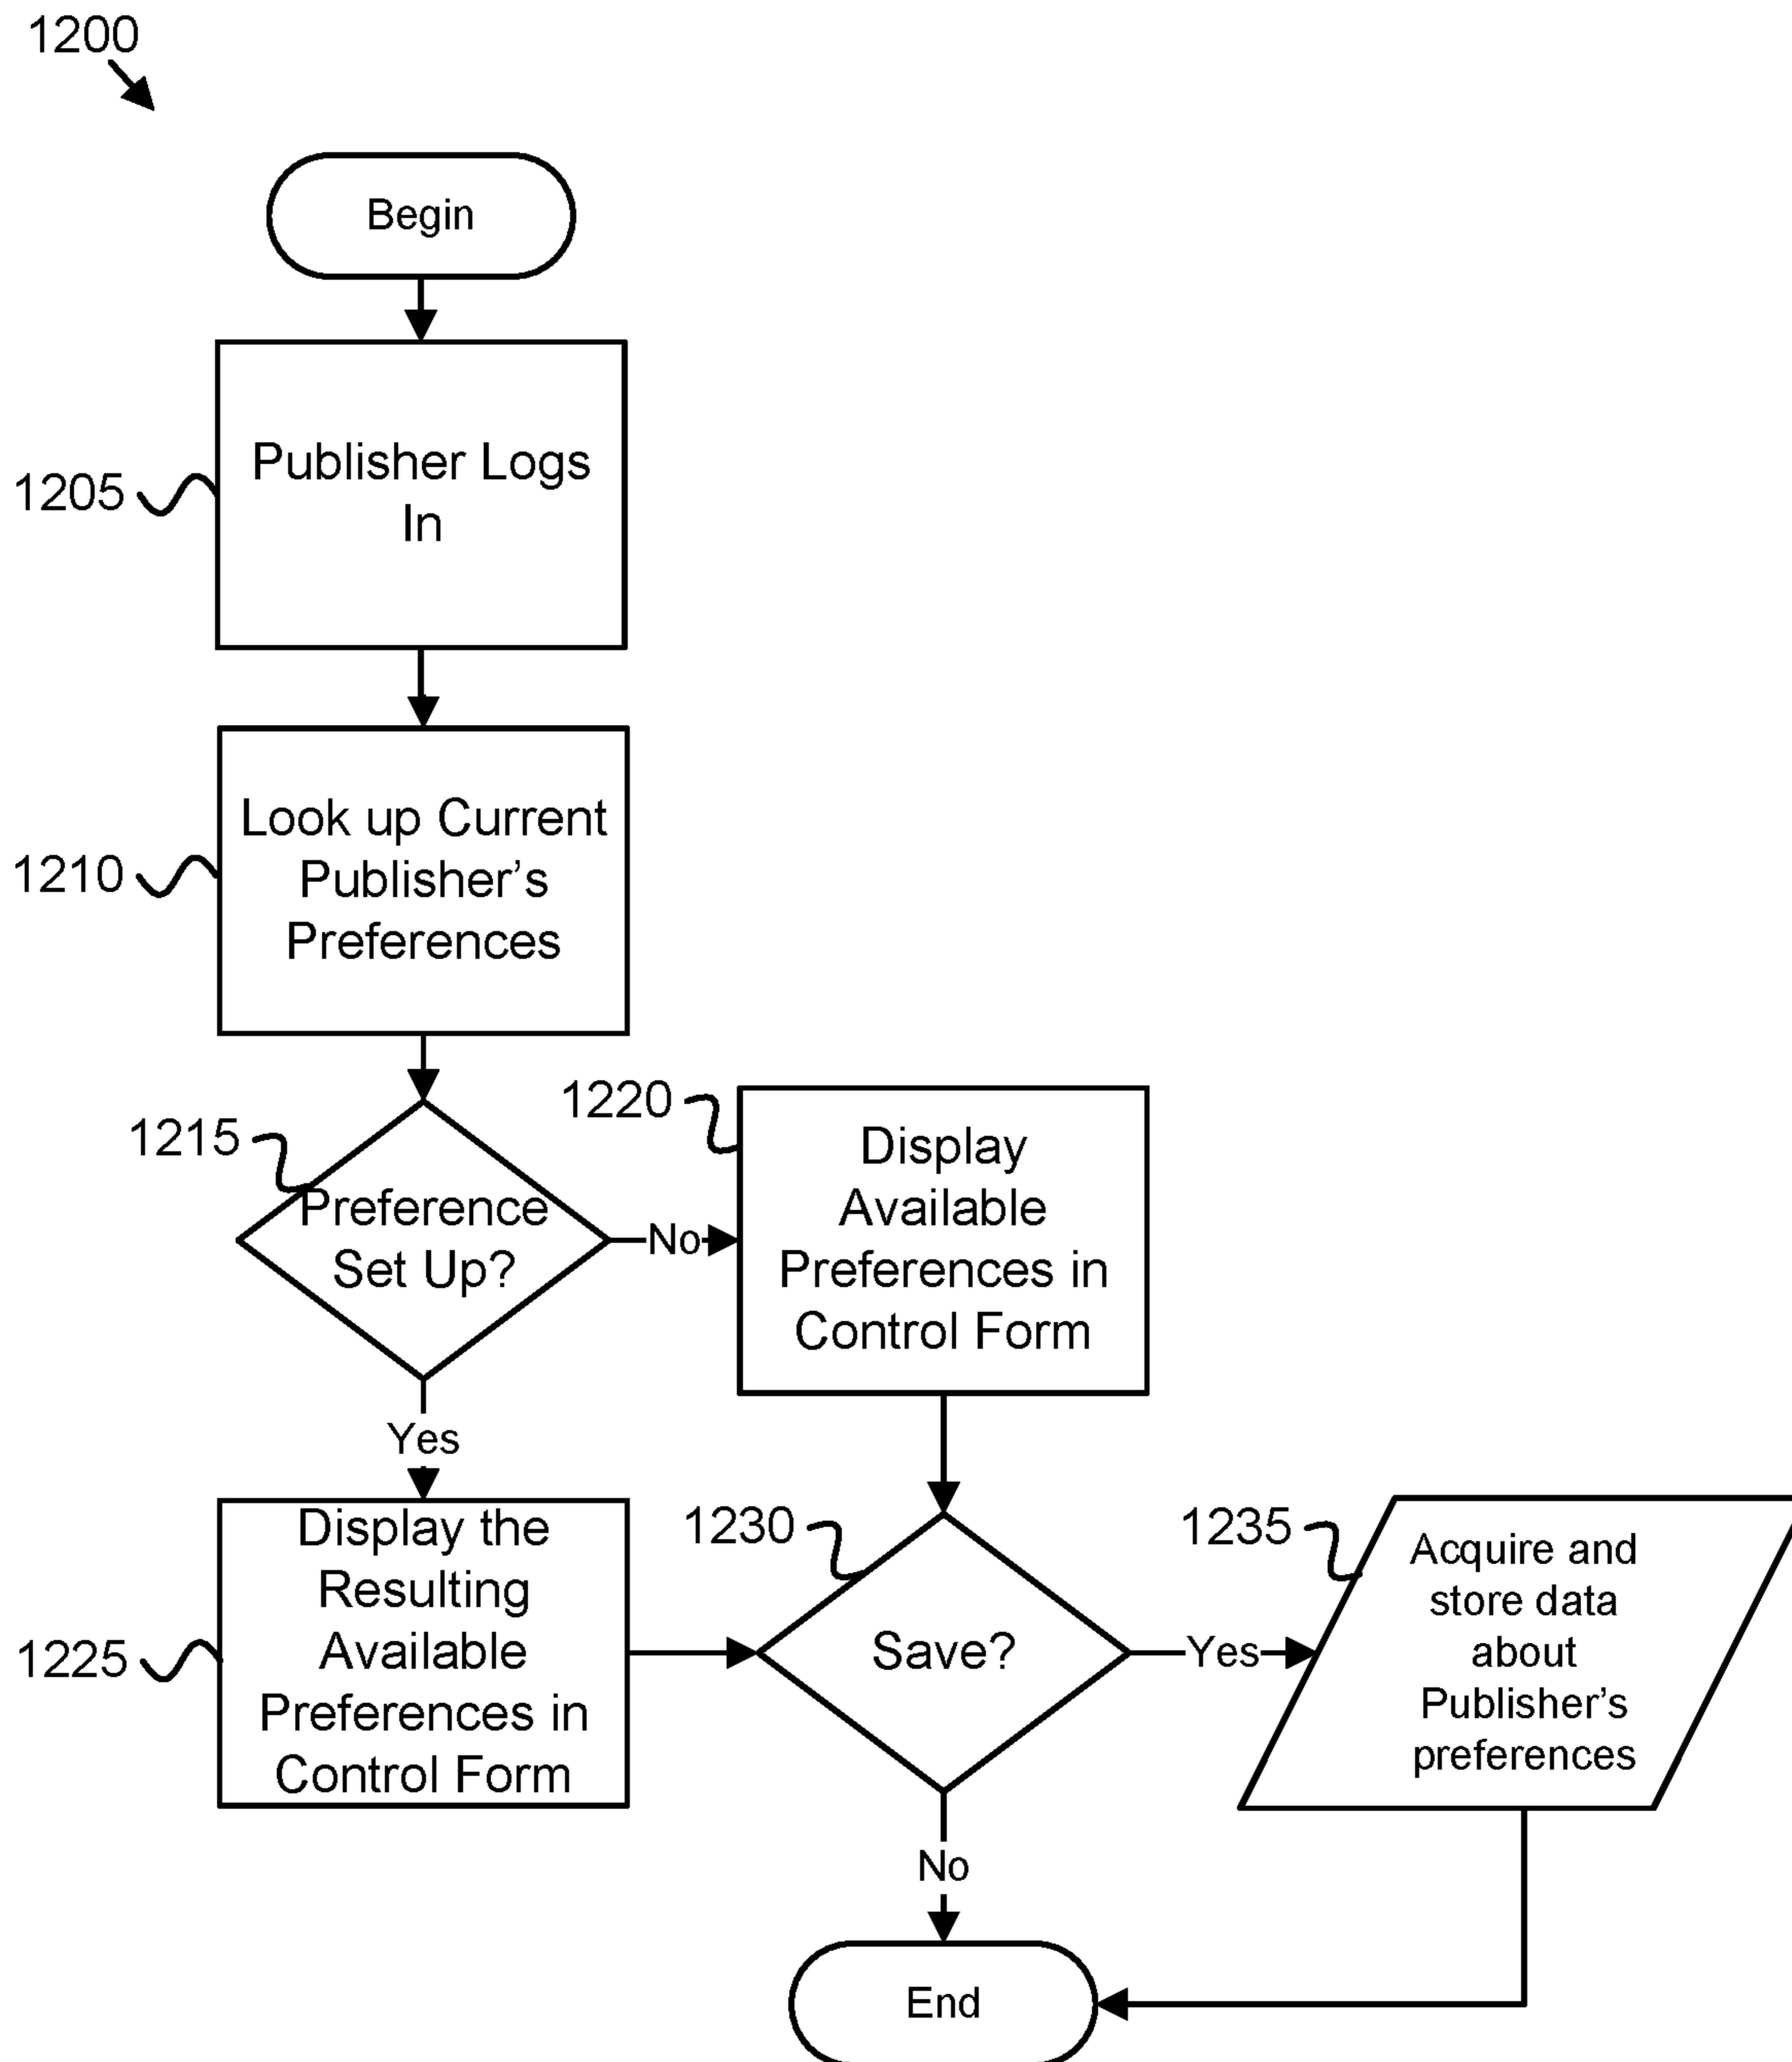 1200
Begin
1205
Publisher Logs
In
1210
Look up Current
Publisher’s
Preferences
1215
Preference
Set Up?
No
1220
Display
Available
Preferences in
Control Form
Yes
1225
Display the
Resulting
Available
Preferences in
Control Form
1230
Save?
Yes
1235
Acquire and
store data
about
Publisher’s
preferences
No
End